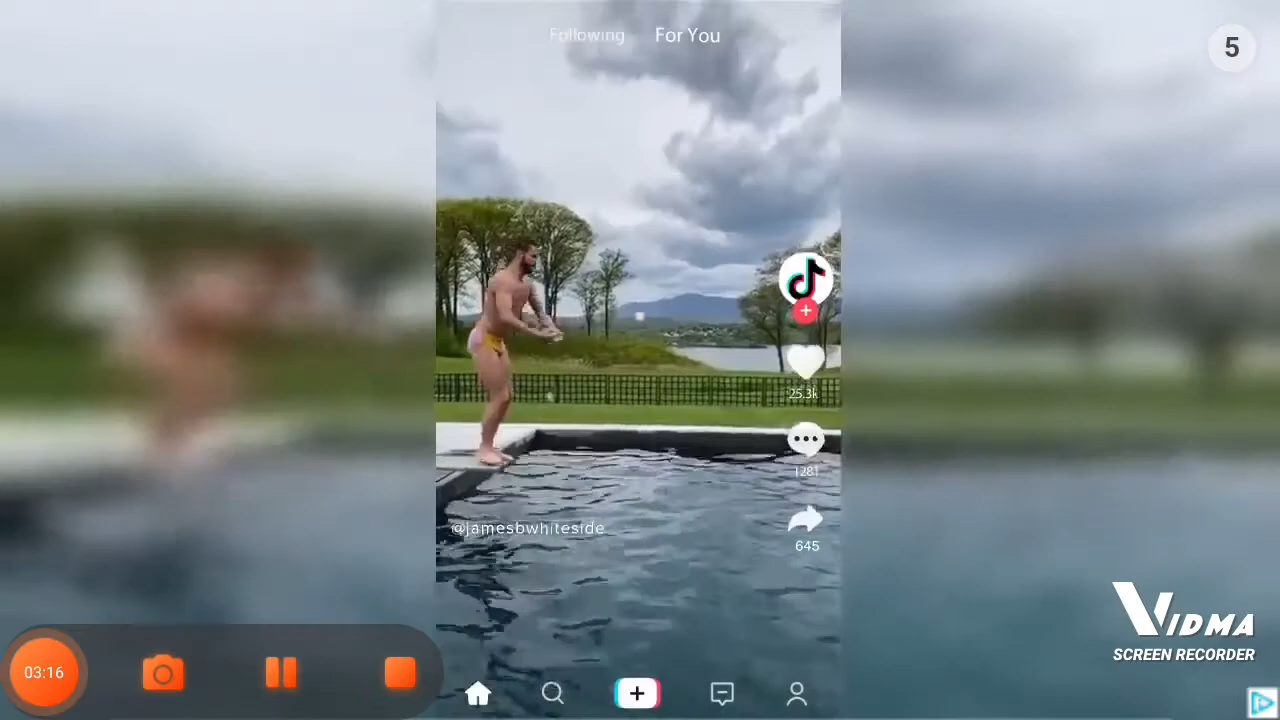 Following For You
5
25.3k
1281
@jamesbwhiteside
645
VIDMA
SCREEN RECORDER
03:16